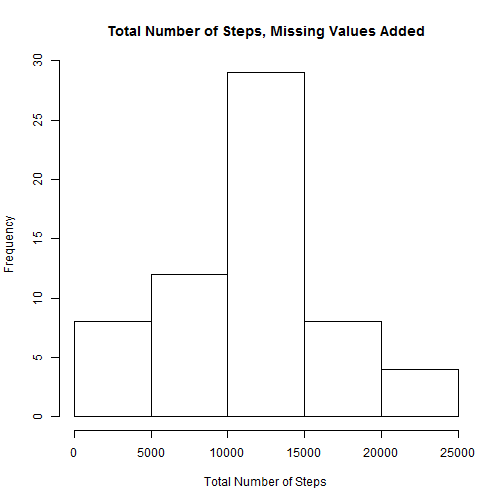 Total Number of Steps, Missing Values Added
Frequency
30
25
20
15
10
5
0
0 5000 10000 15000 20000 25000
Total Number of Steps